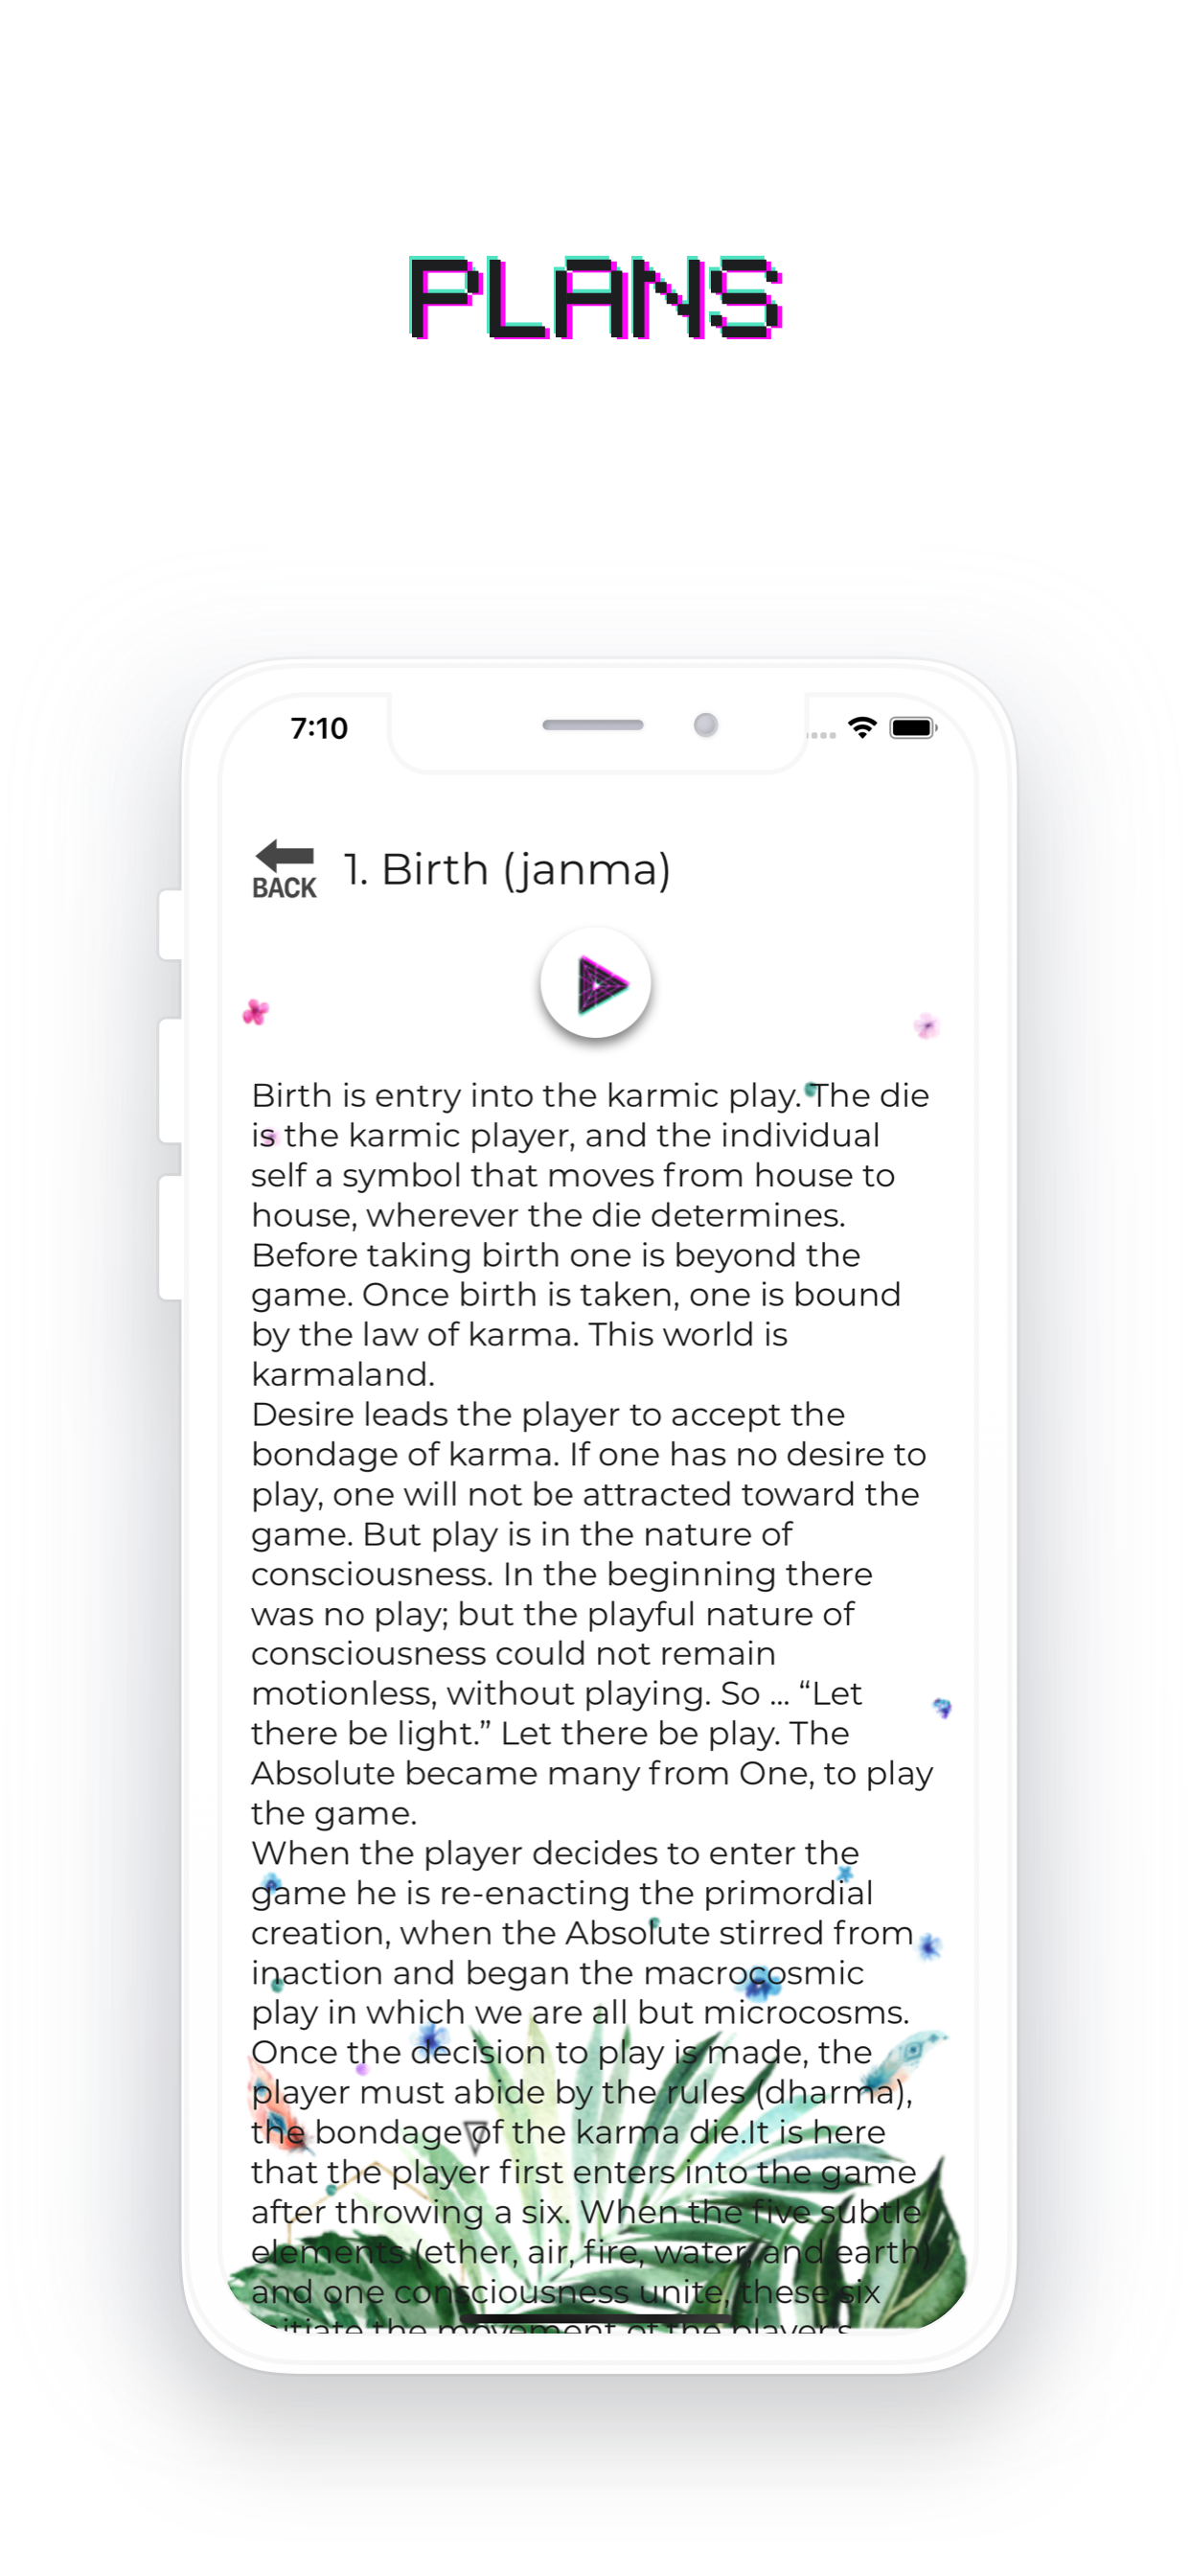 PLANS
7:10
BACK
1. Birth (janma)
Birth is entry into the karmic play. The die
is the karmic player, and the individual
self a symbol that moves from house to
house, wherever the die determines.
Before taking birth one is beyond the
game. Once birth is taken, one is bound
by the law of karma. This world is
karmaland.
Desire leads the player to accept the
bondage of karma. If one has no desire to
play, one will not be attracted toward the
game. But play is in the nature of
consciousness. In the beginning there
was no play; but the playful nature of
consciousness could not remain
motionless, without playing. So ... “Let
there be light.” Let there be play. The
Absolute became many from One, to play
the game.
When the player decides to enter the
game he is re-enacting the primordial
creation, when the Absolute stirred from
inaction and began the macrocosmic
play in which we are all but microcosms.
Once the decision to play is made, the
player must abide by the rules (dharma),
the bondage of the karma die.It is here
that the player first enters into the game
after throwing a six. When the five subtle
elements (ether, air, fire, water, and earth)
and one consciousness unite, these six
the movement of the player's